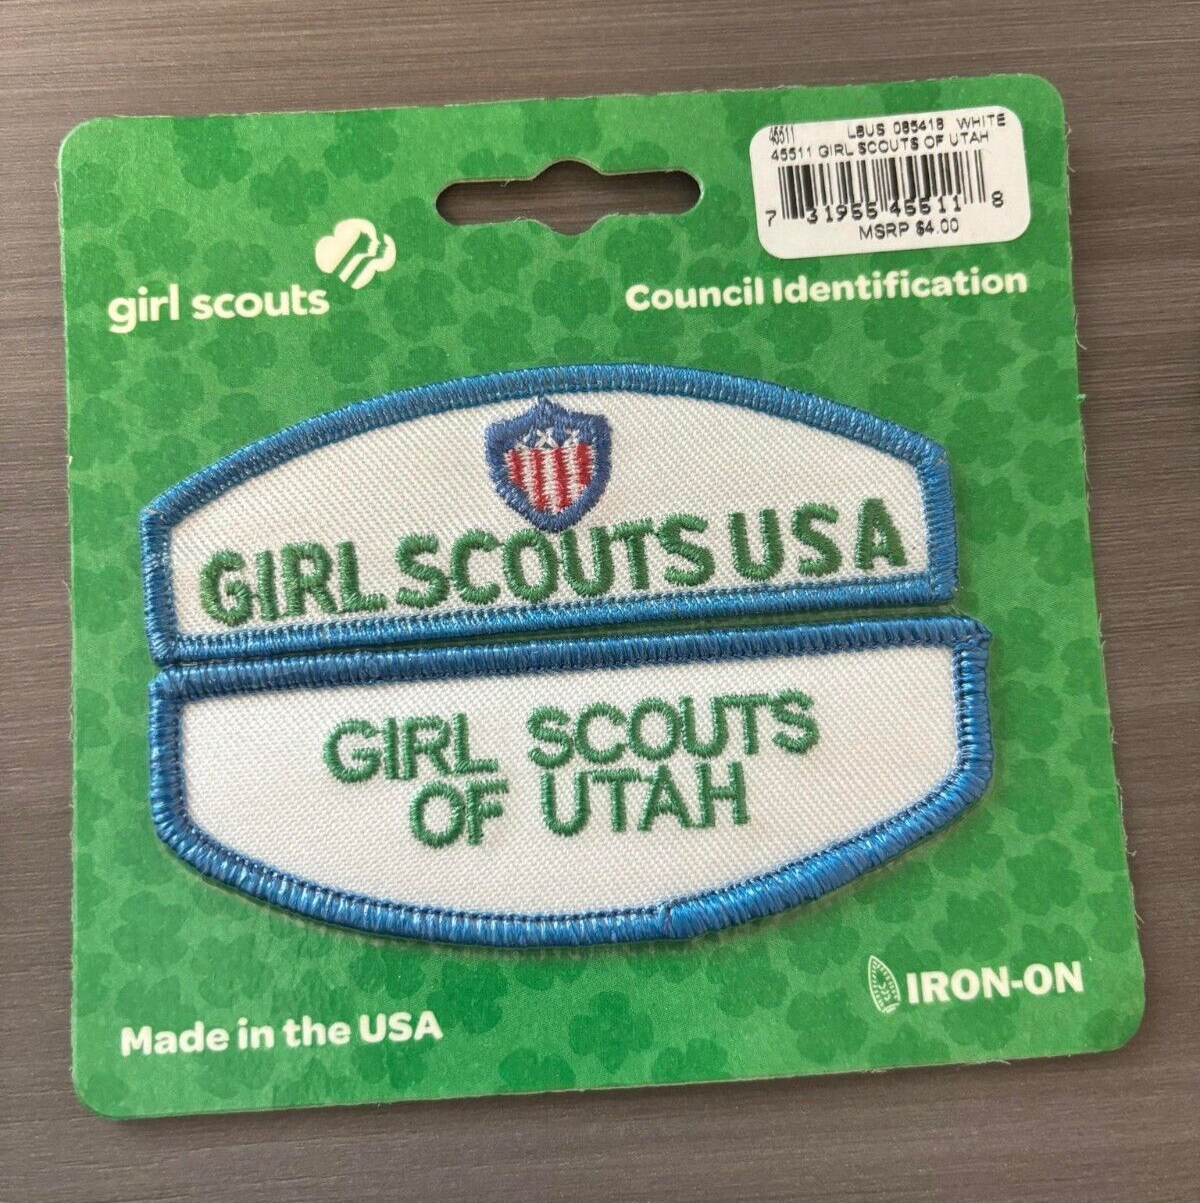 45511 LBUS 085418 WHITE
45511 GIRL SCOUTS OF UTAH
7 31955 45511 8
MSRP $4.00
girl scouts
Council Identification
GIRL SCOUTS USA
GIRL SCOUTS
OF UTAH
IRON-ON
Made in the USA